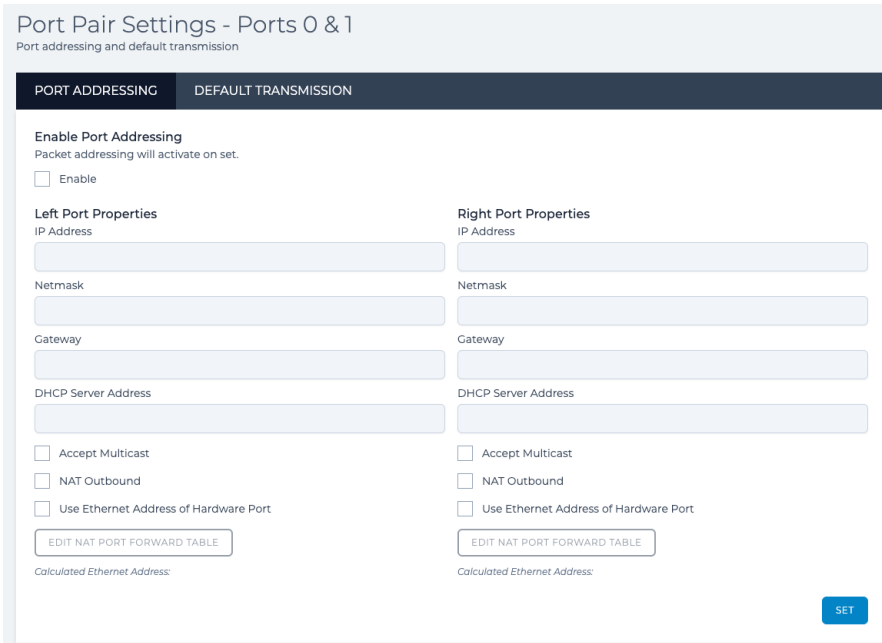 Port Pair Settings - Ports 0 & 1
Port addressing and default transmission
PORT ADDRESSING
DEFAULT TRANSMISSION
Enable Port Addressing
Packet addressing will activate on set.
Enable
Left Port Properties
IP Address
Netmask
Gateway
DHCP Server Address
Accept Multicast
NAT Outbound
Use Ethernet Address of Hardware Port
EDIT NAT PORT FORWARD TABLE
Calculated Ethernet Address:
Right Port Properties
IP Address
Netmask
Gateway
DHCP Server Address
Accept Multicast
NAT Outbound
Use Ethernet Address of Hardware Port
EDIT NAT PORT FORWARD TABLE
Calculated Ethernet Address:
SET